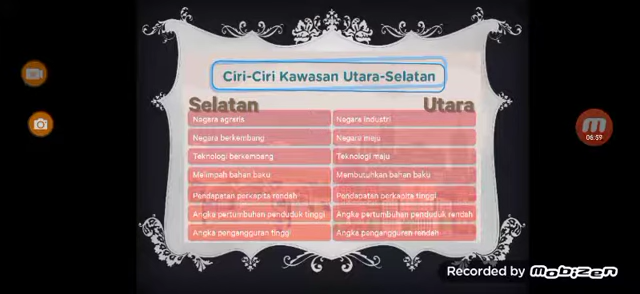 Ciri-Ciri Kawasan Utara-Selatan
Selatan Utara
Nagara agraris Nagara Industri
Negara berkembang Negara maju
Teknologi berkembang Teknologi maju
Melimpah bahan baku Membutuhkan bahan baku
Pendapatan perkapita rendah Pendapatan perkapita tinggi
Angka pertumbuhan penduduk tinggi Angka pertumbuhan penduduk rendah
Angka pengangguran tinggi Angka pengangguran rendah
06:59
Recorded by mobizen